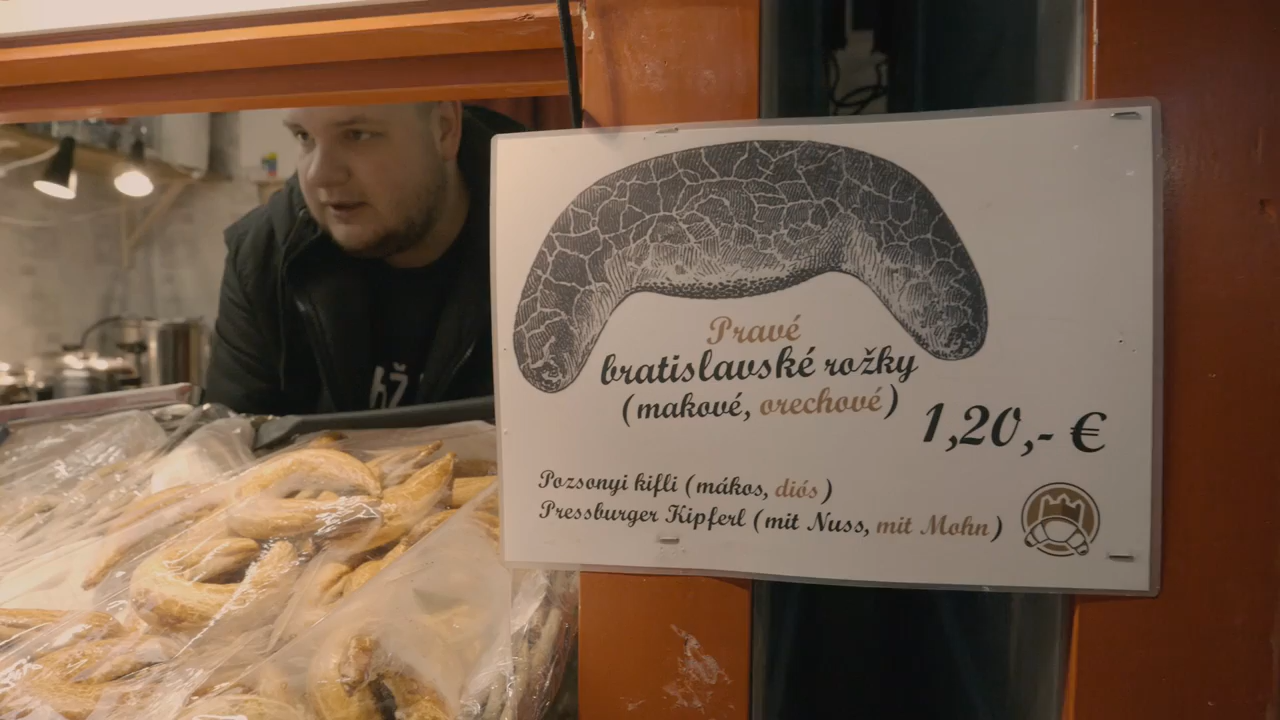 Pravé
bratislavské rožky
(makové, orechové)
1,20,- €
Pozsonyi kifli (mákos, diós)
Pressburger Kipferl (mit Nuss, mit Mohn)